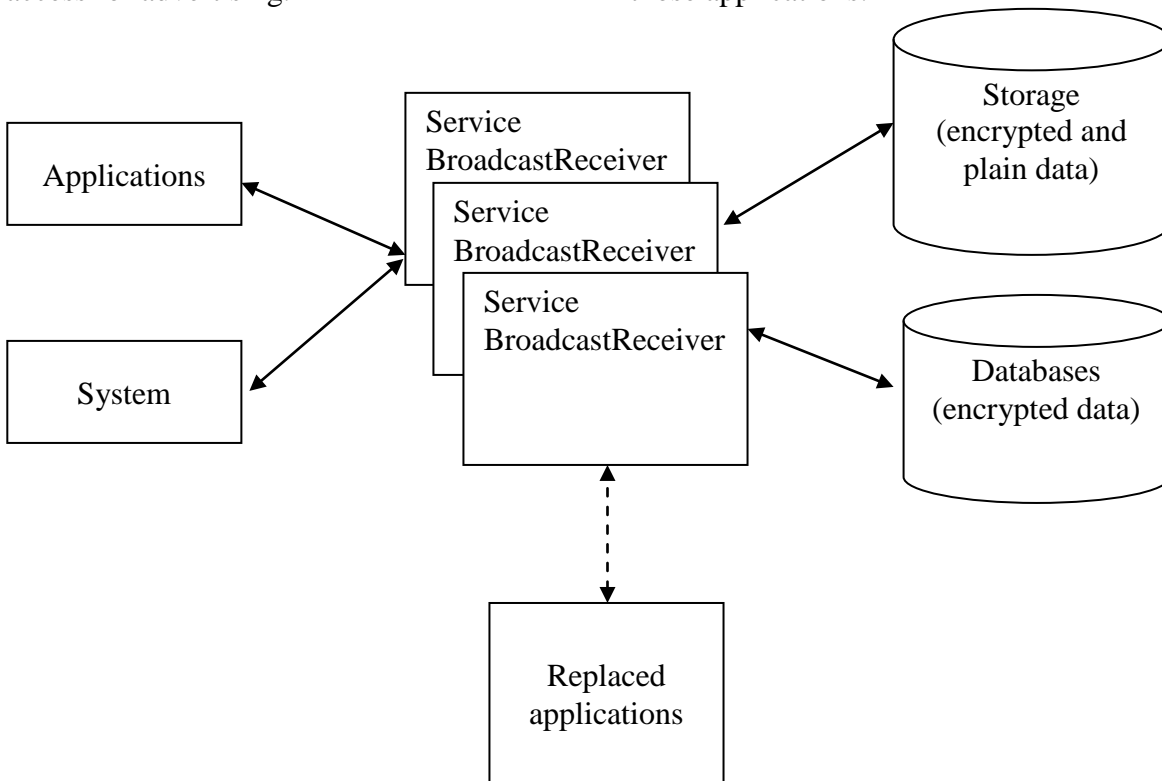 Service
BroadcastReceiver
Storage
(encrypted and
plain data)
Applications
Service
BroadcastReceiver
Service
BroadcastReceiver
System
Databases
(encrypted data)
Replaced
applications